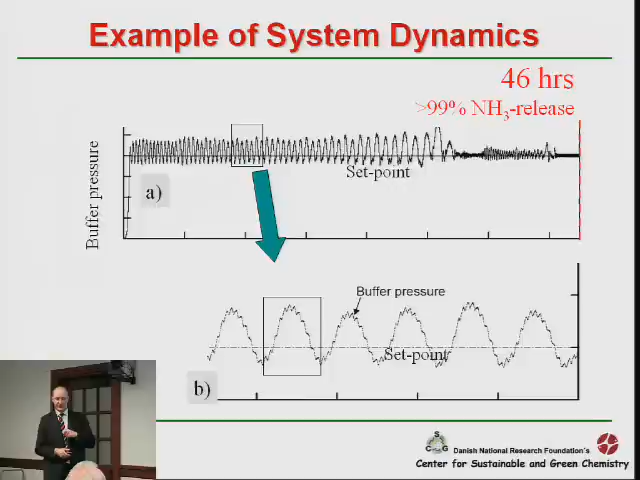 Example of System Dynamics
46 hrs
>99% NH3-release
Buffer pressure
Set-point
a)
Buffer pressure
Set-point
b)
S
C G
Danish National Research Foundation's
Center for Sustainable and Green Chemistry